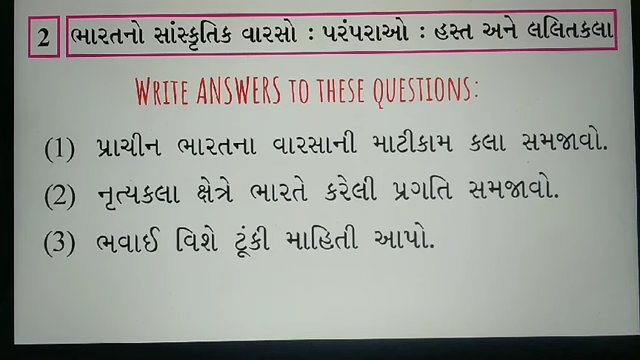 2 ભારતનો સાંસ્કૃતિક વારસો : પરંપરાઓ : હસ્ત અને લલિતકલા
WRITE ANSWERS TO THESE QUESTIONS:
(1) પ્રાચીન ભારતના વારસાની માટીકામ કલા સમજાવો.
(2) નૃત્યકલા ક્ષેત્રે ભારતે કરેલી પ્રગતિ સમજાવો.
(3) ભવાઈ વિશે ટૂંકી માહિતી આપો.